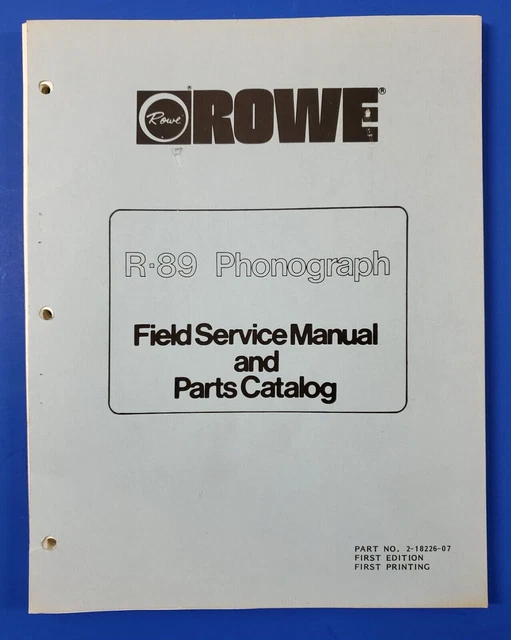 Rowe ® ROWE ®
R-89 Phonograph
Field Service Manual
and
Parts Catalog
PART NO. 2-18226-07
FIRST EDITION
FIRST PRINTING